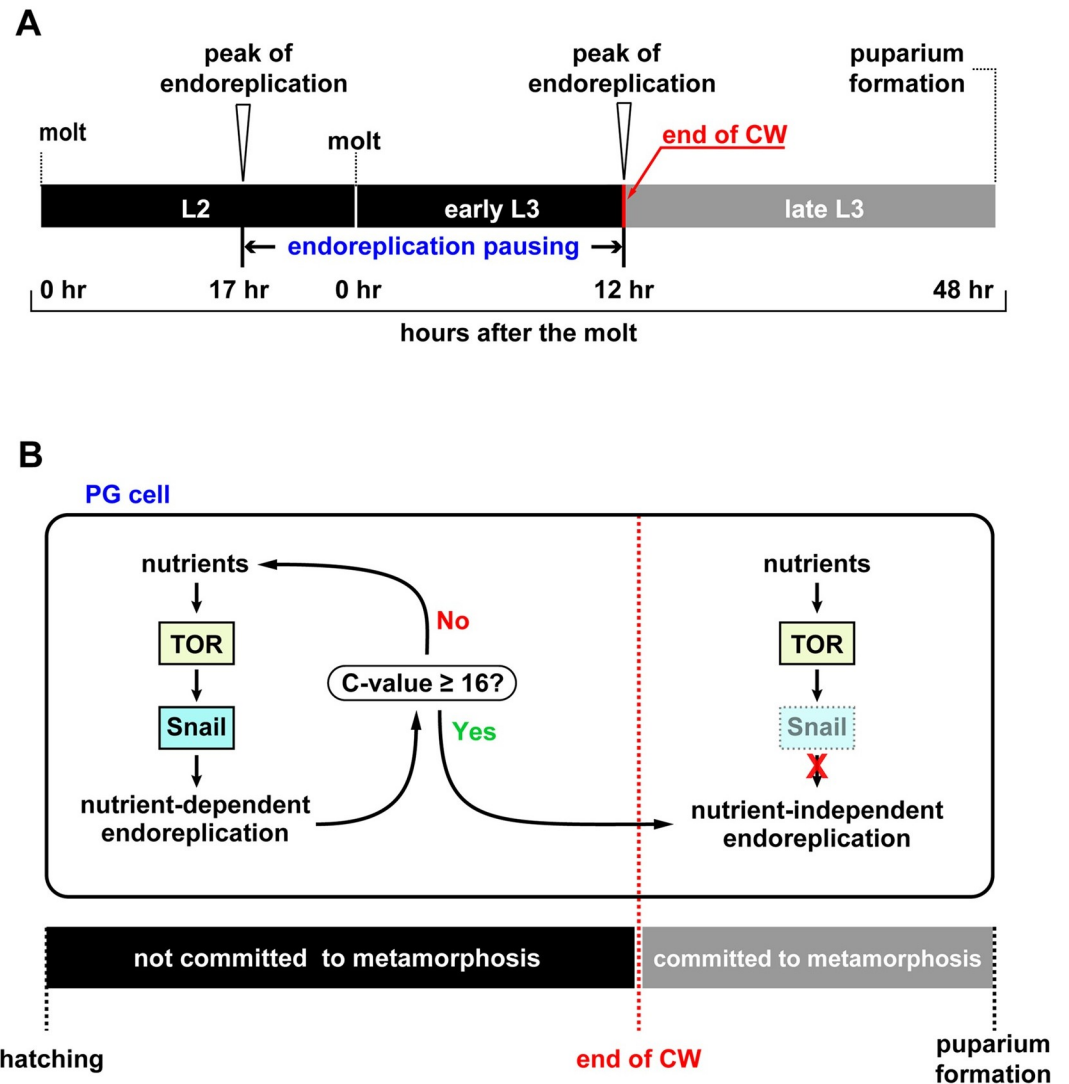 A
peak of
endoreplication
peak of
endoreplication
puparium
formation
molt
molt
end of CW
L2
early L3
late L3
endoreplication pausing
0 hr
17 hr
0 hr
12 hr
48 hr
hours after the molt
B
PG cell
nutrients
TOR
Snail
nutrient-dependent
endoreplication
No
C-value ≥ 16?
Yes
nutrients
TOR
Snail
X
nutrient-independent
endoreplication
not committed to metamorphosis
committed to metamorphosis
hatching
end of CW
puparium
formation